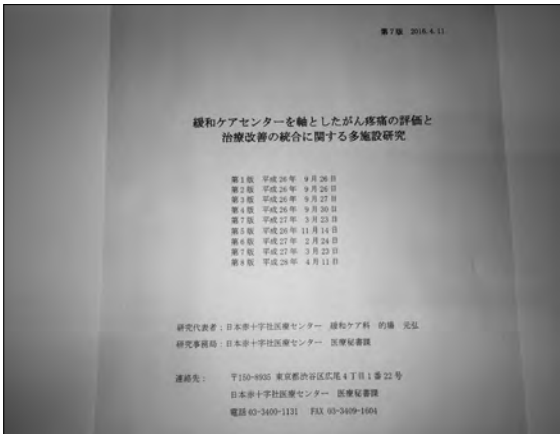 第7版 2016.4.11
緩和ケアセンターを軸としたがん疼痛の評価と
治療改善の統合に関する多施設研究
第1版 平成26年 9月26日
第2版 平成26年 9月26日
第3版 平成26年 9月27日
第4版 平成26年 9月30日
第7版 平成27年 3月23日
第5版 平成26年 11月14日
第6版 平成27年 2月24日
第7版 平成27年 3月23日
第8版 平成28年 4月11日
研究代表者：日本赤十字社医療センター 緩和ケア科 的場 元弘
研究事務局：日本赤十字社医療センター 医療秘書課
連絡先： 〒150-8935 東京都渋谷区広尾4丁目1番22号
日本赤十字社医療センター 医療秘書課
電話 03-3400-1131 FAX 03-3409-1604